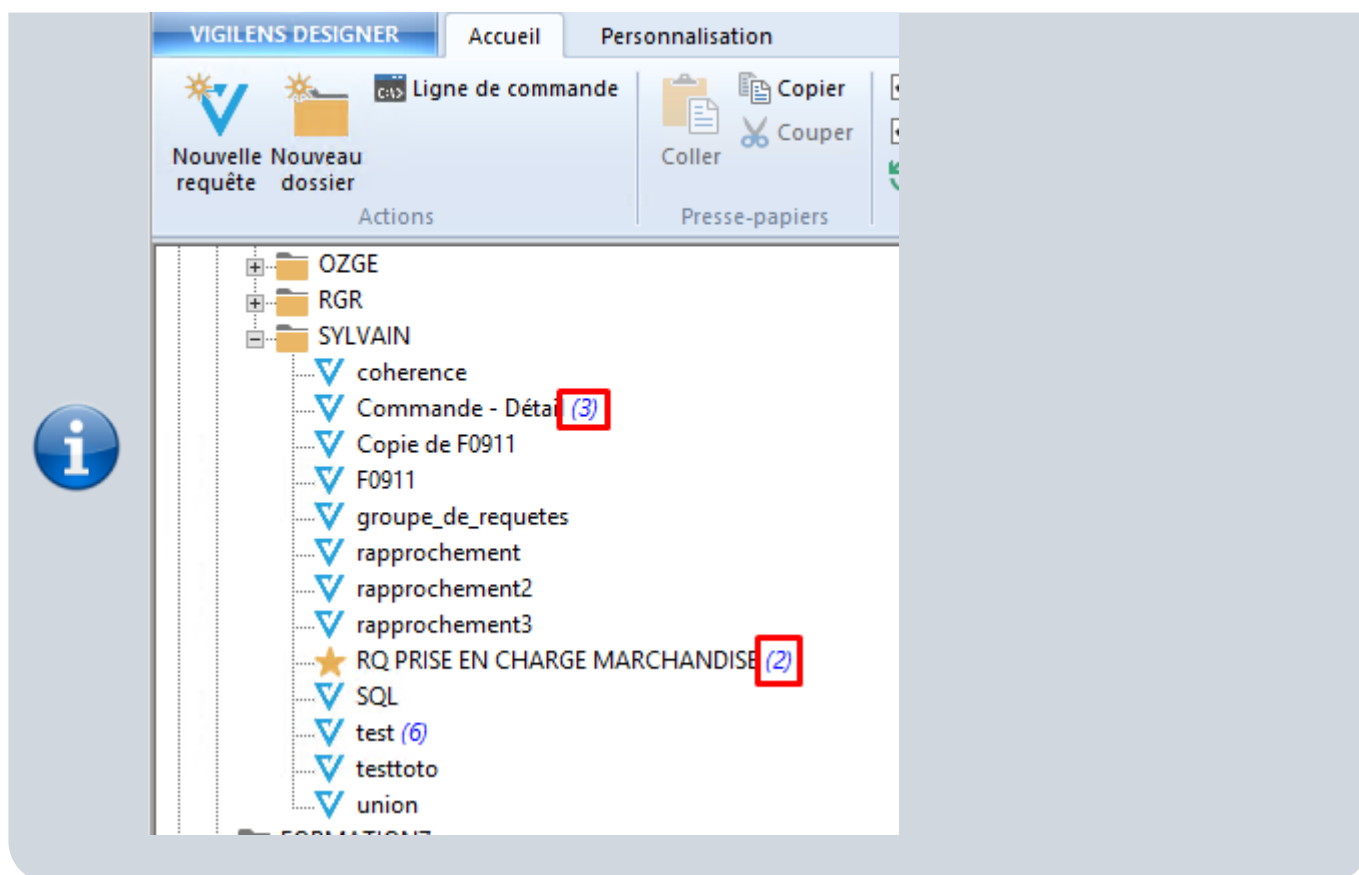 VIGILENS DESIGNER Accueil Personnalisation
Ligne de commande
Copier
Couper
Nouvelle requête
Nouveau dossier
Coller
Actions
Presse-papiers
OZGE
RGR
SYLVAIN
coherence
Commande - Détai (3)
Copie de F0911
F0911
groupe_de_requetes
rapprochement
rapprochement2
rapprochement3
RQ PRISE EN CHARGE MARCHANDISE (2)
SQL
test (6)
testtoto
union